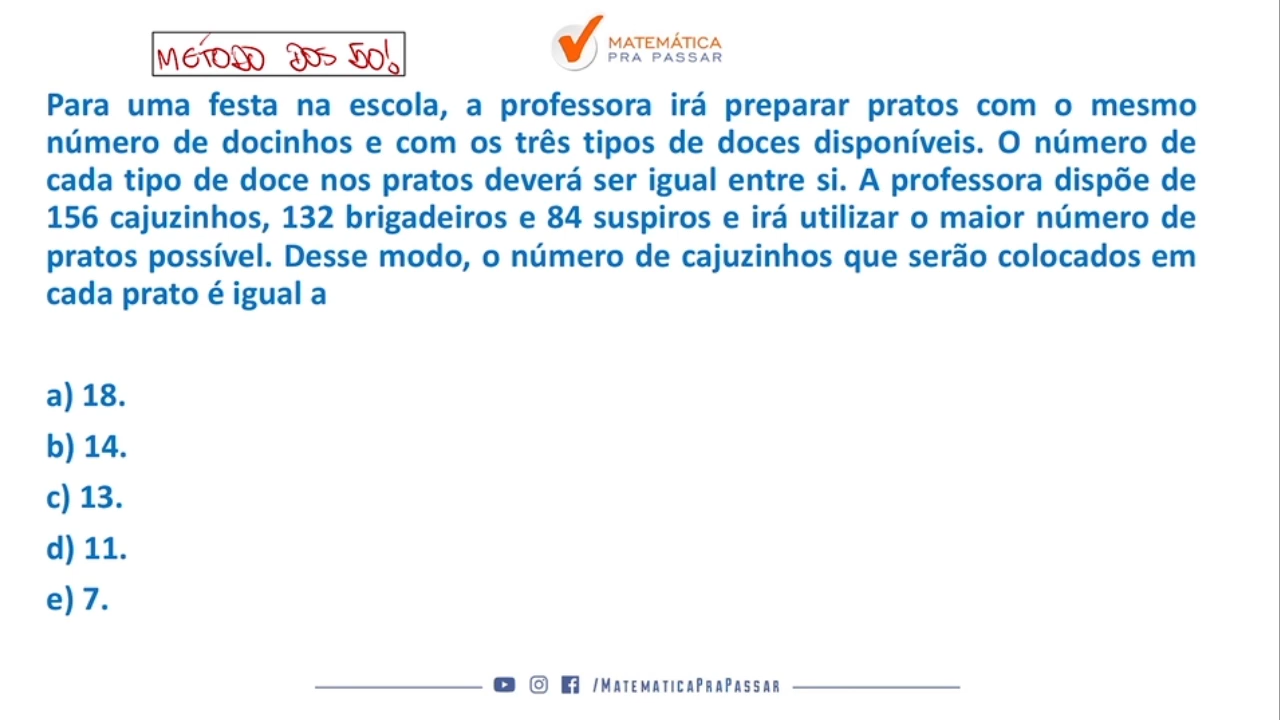 MÉTODO DOS 50!
MATEMÁTICA
PRA PASSAR
Para uma festa na escola, a professora irá preparar pratos com o mesmo
número de docinhos e com os três tipos de doces disponíveis. O número de
cada tipo de doce nos pratos deverá ser igual entre si. A professora dispõe de
156 cajuzinhos, 132 brigadeiros e 84 suspiros e irá utilizar o maior número de
pratos possível. Desse modo, o número de cajuzinhos que serão colocados em
cada prato é igual a
a) 18.
b) 14.
c) 13.
d) 11.
e) 7.
/MATEMATICAPRAPASSAR